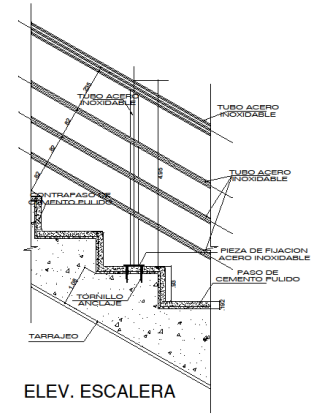 TUBO ACERO
INOXIDABLE
TUBO ACERO
INOXIDABLE
TUBO ACERO
INOXIDABLE
CONTRAPASO DE
CEMENTO PULIDO
PIEZA DE FIJACION
ACERO INOXIDABLE
PASO DE
CEMENTO PULIDO
TORNILLO
ANCLAJE
TARRAJEO
ELEV. ESCALERA